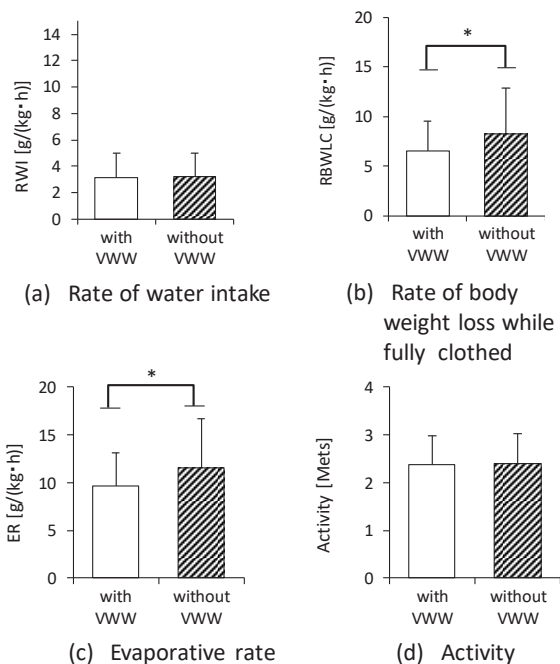 RWI [g/(kg・h)]
14
12
10
8
6
4
2
0
with
VWW
without
VWW
(a) Rate of water intake
*
RBWLC [g/(kg・h)]
20
15
10
5
0
with
VWW
without
VWW
(b) Rate of body
weight loss while
fully clothed
*
ER [g/(kg・h)]
20
15
10
5
0
with
VWW
without
VWW
(c) Evaporative rate
Activity [Mets]
4
3
2
1
0
with
VWW
without
VWW
(d) Activity